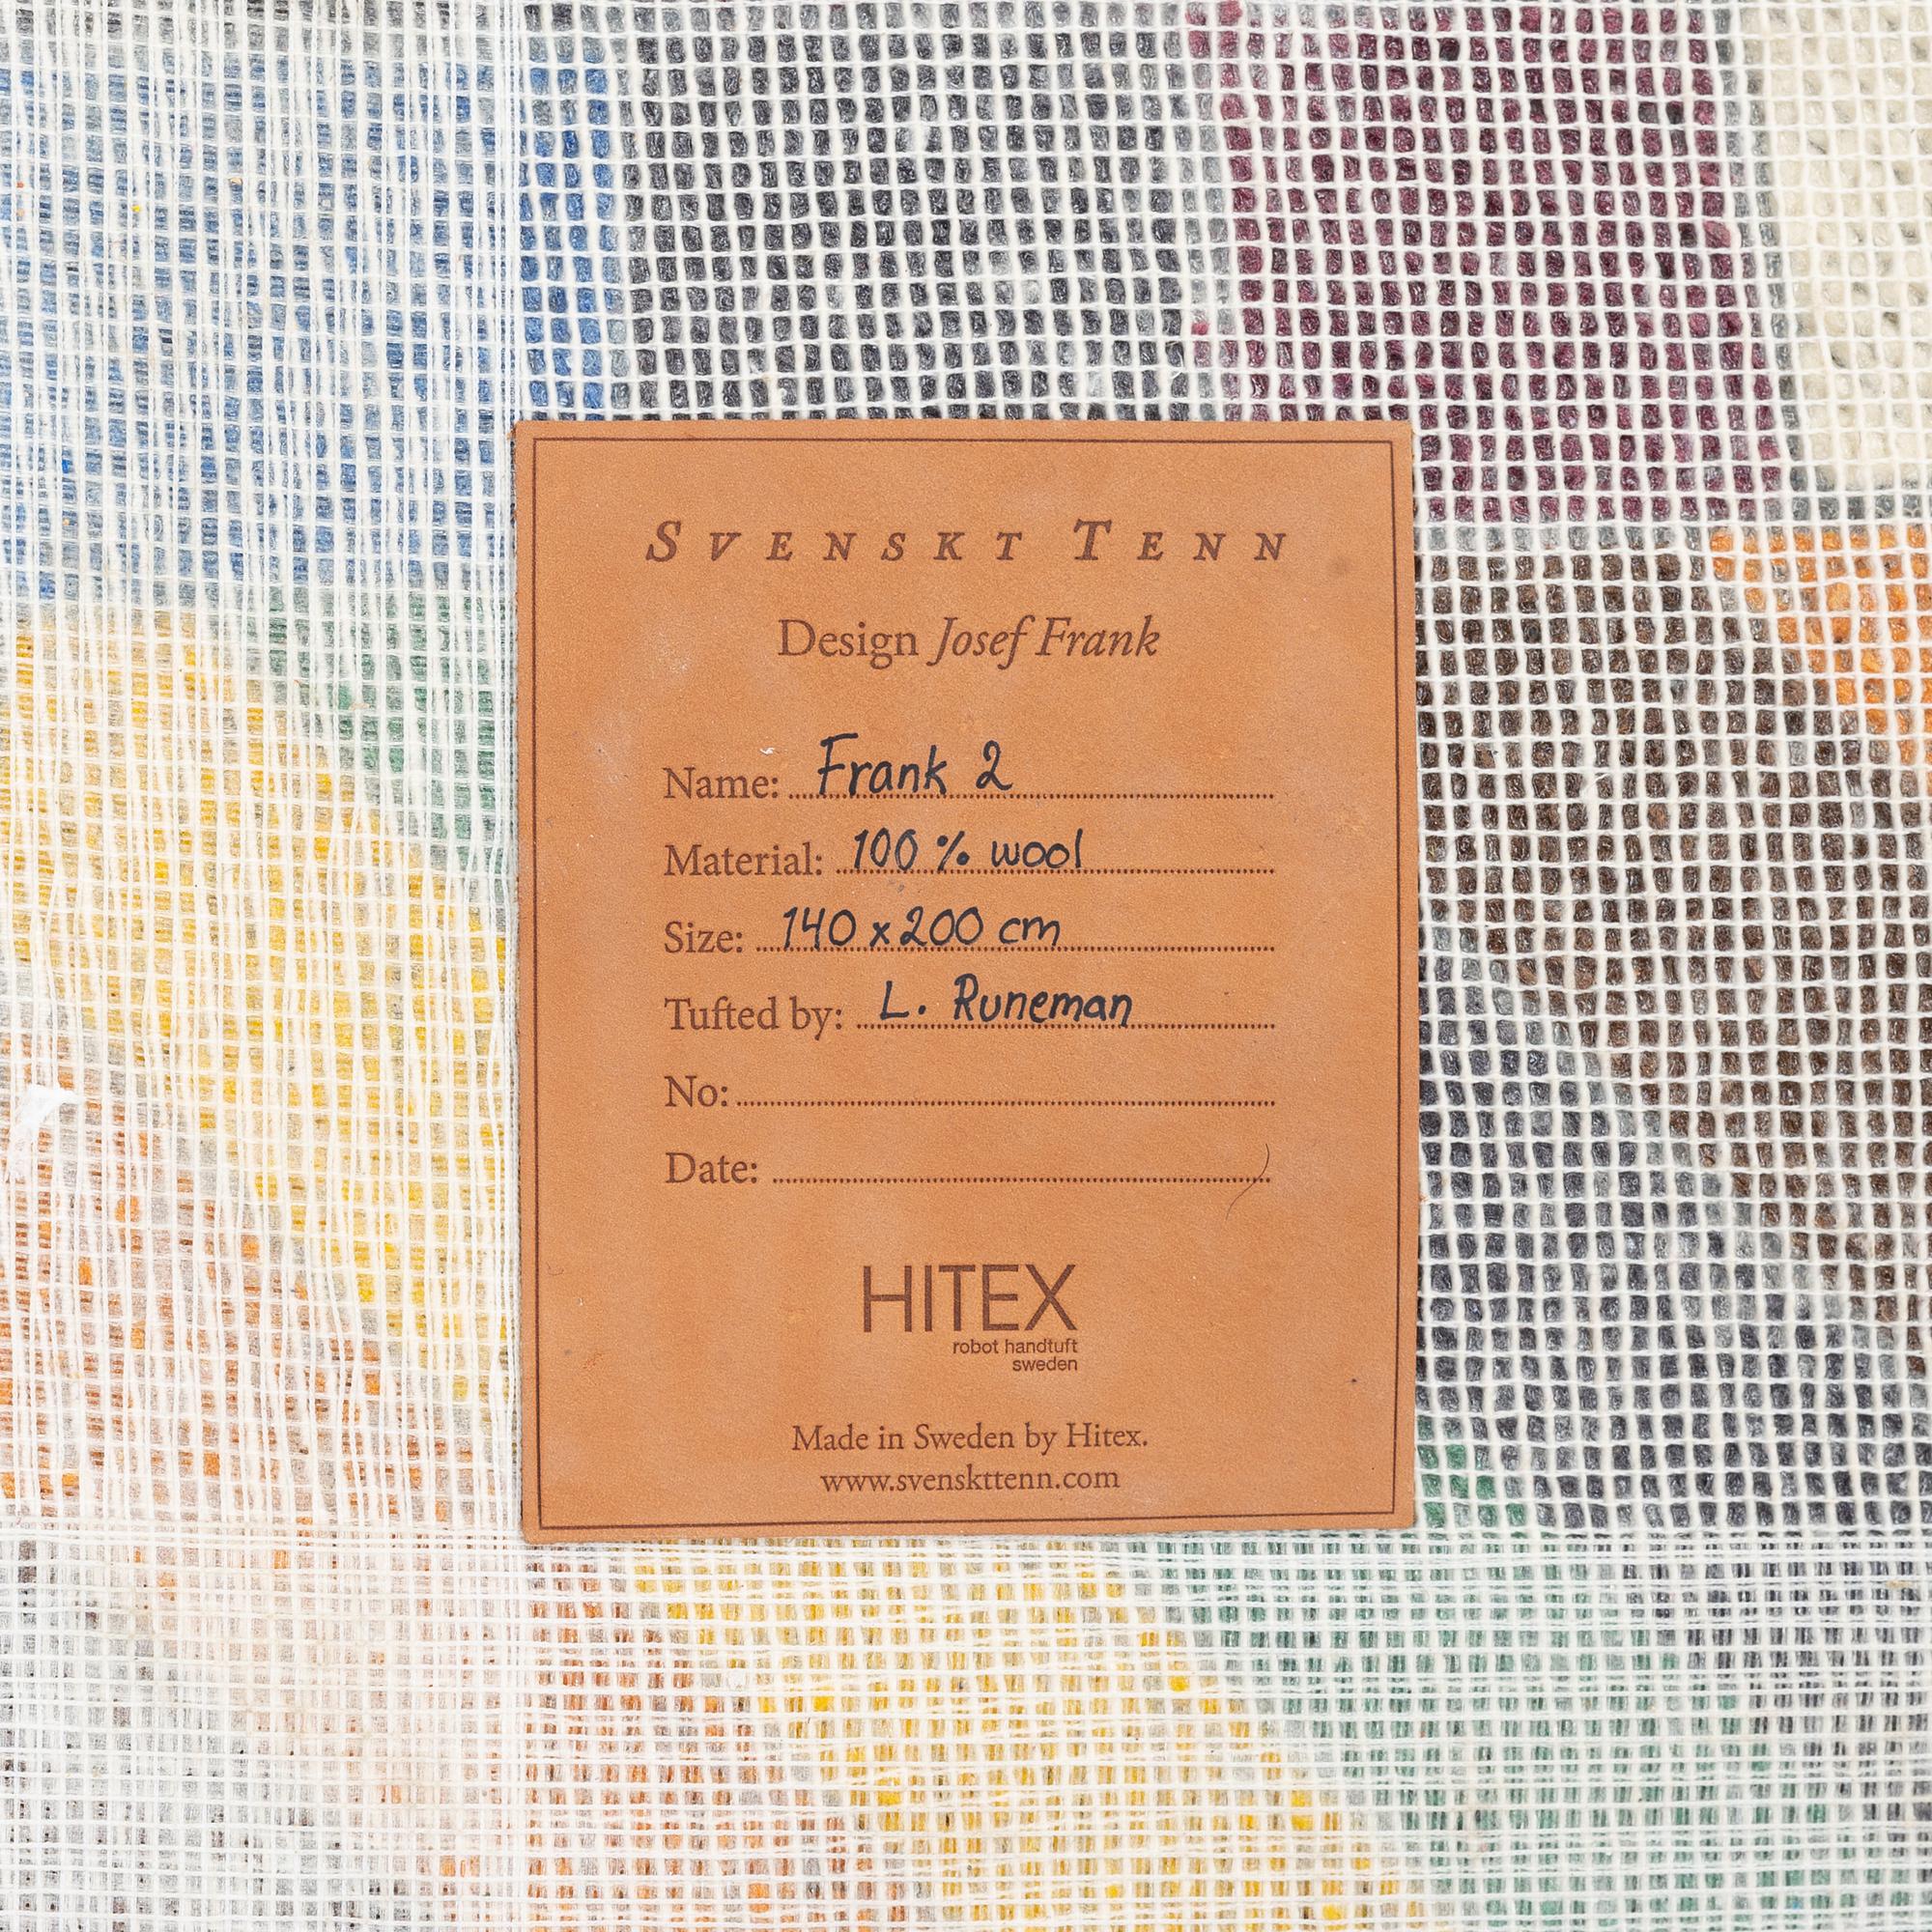 SVENSKT TENN
Design Josef Frank
Name: Frank 2
Material: 100 % wool
Size: 140 x 200 cm
Tufted by: L. Runeman
No:
Date:
HITEX
robot handtuft
sweden
Made in Sweden by Hitex.
www.svenskttenn.com